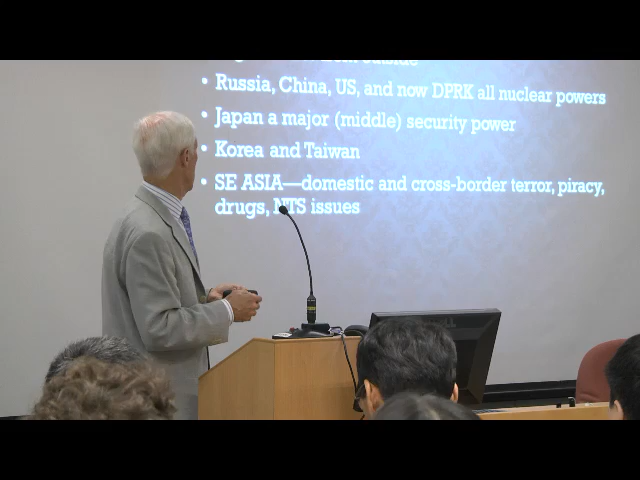 outside
• Russia, China, US, and now DPRK all nuclear powers
• Japan a major (middle) security power
• Korea and Taiwan
• SE ASIA—domestic and cross-border terror, piracy,
drugs, NTS issues